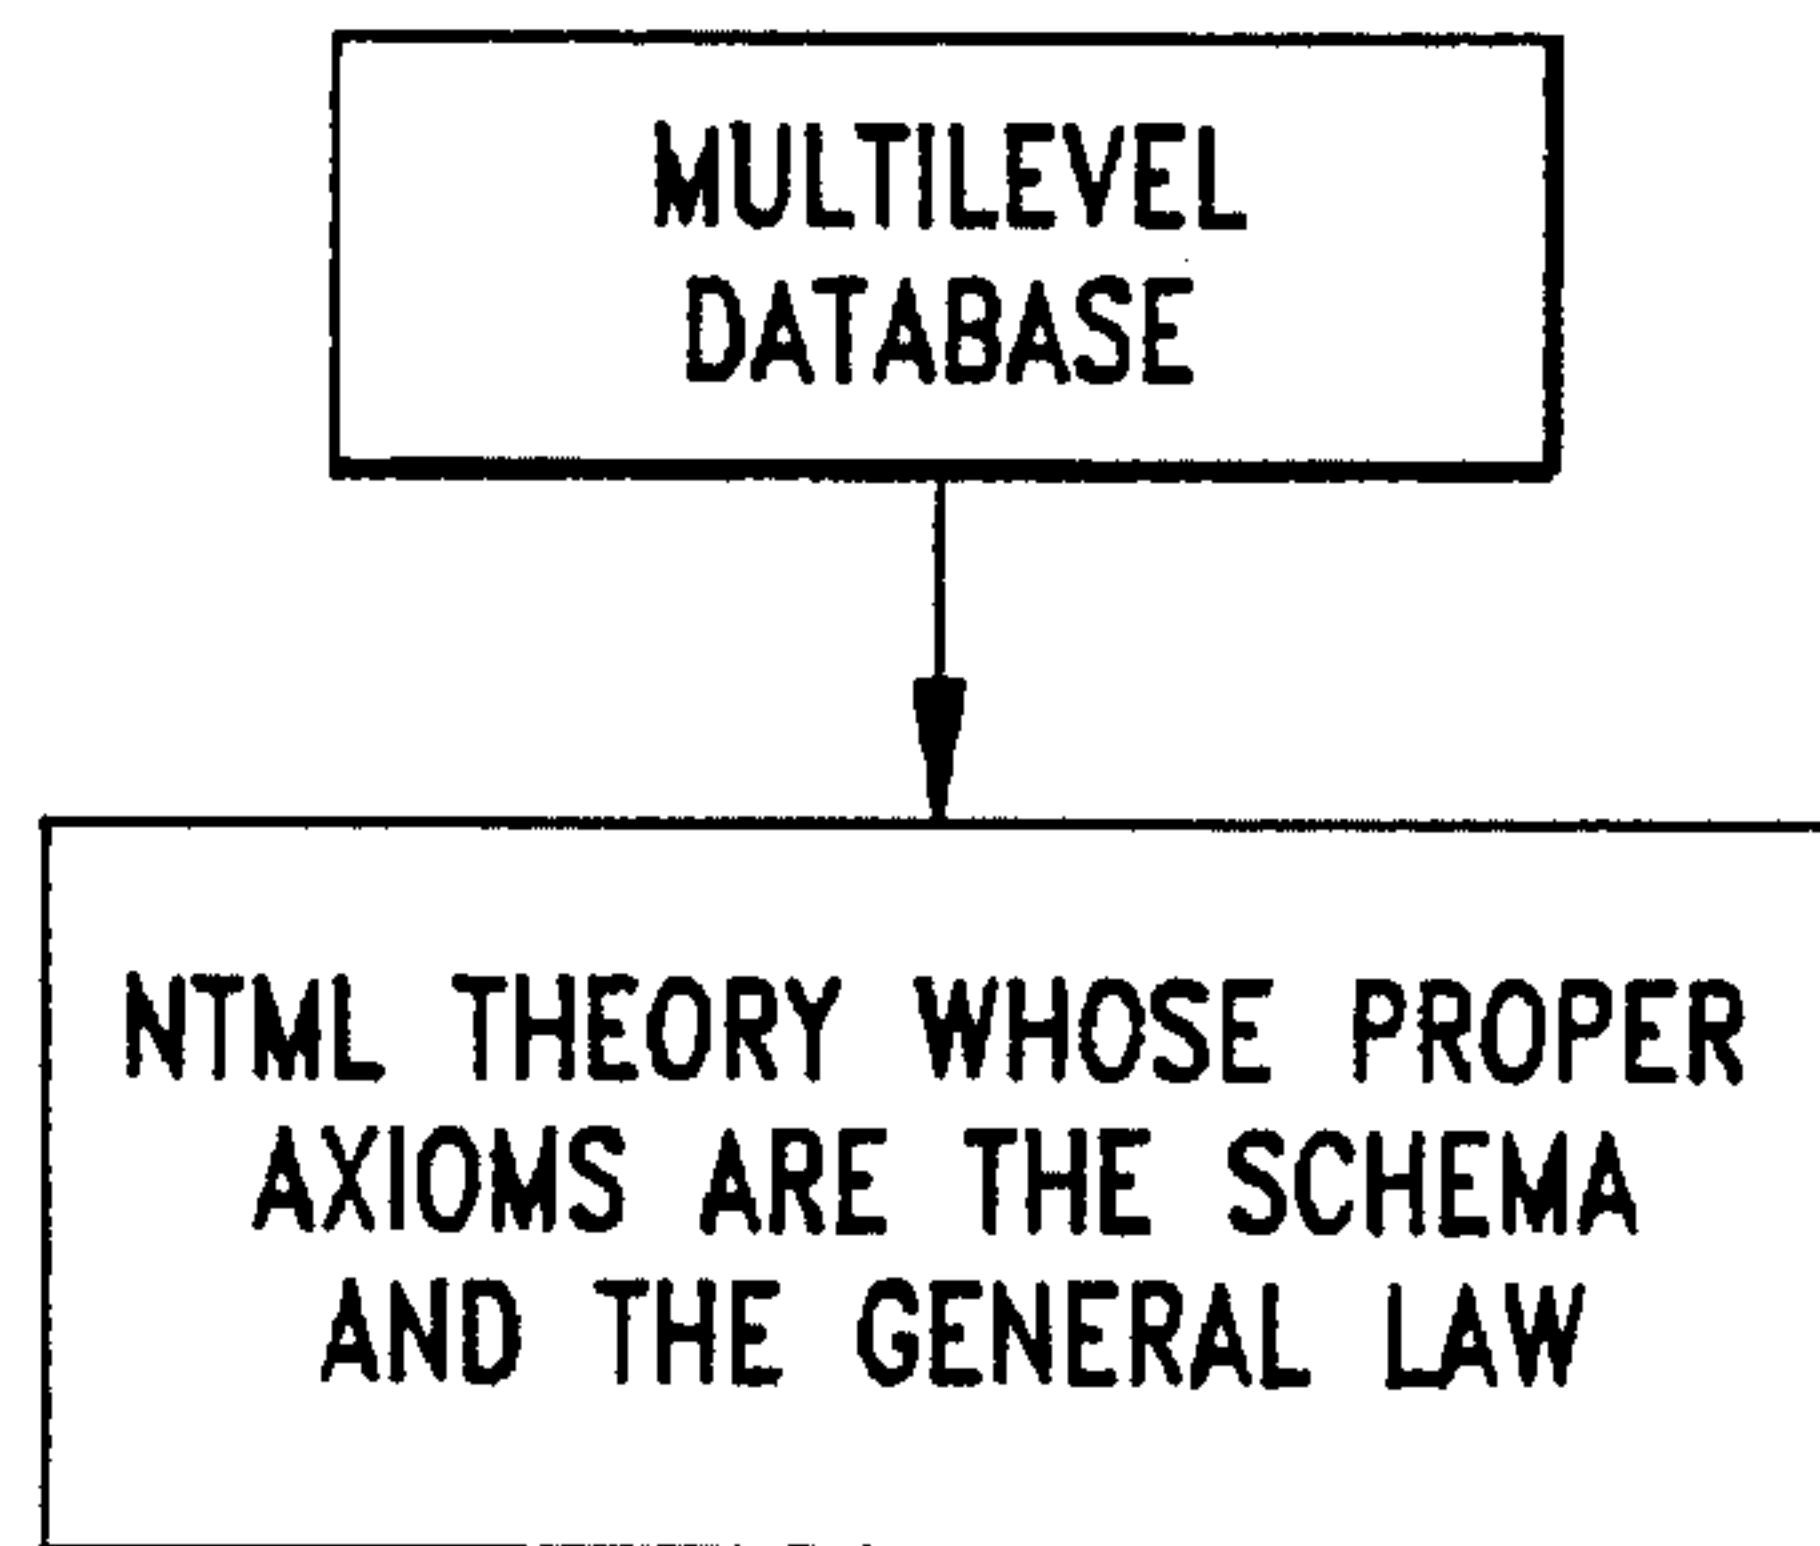 MULTILEVEL
DATABASE
NTML THEORY WHOSE PROPER
AXIOMS ARE THE SCHEMA
AND THE GENERAL LAW